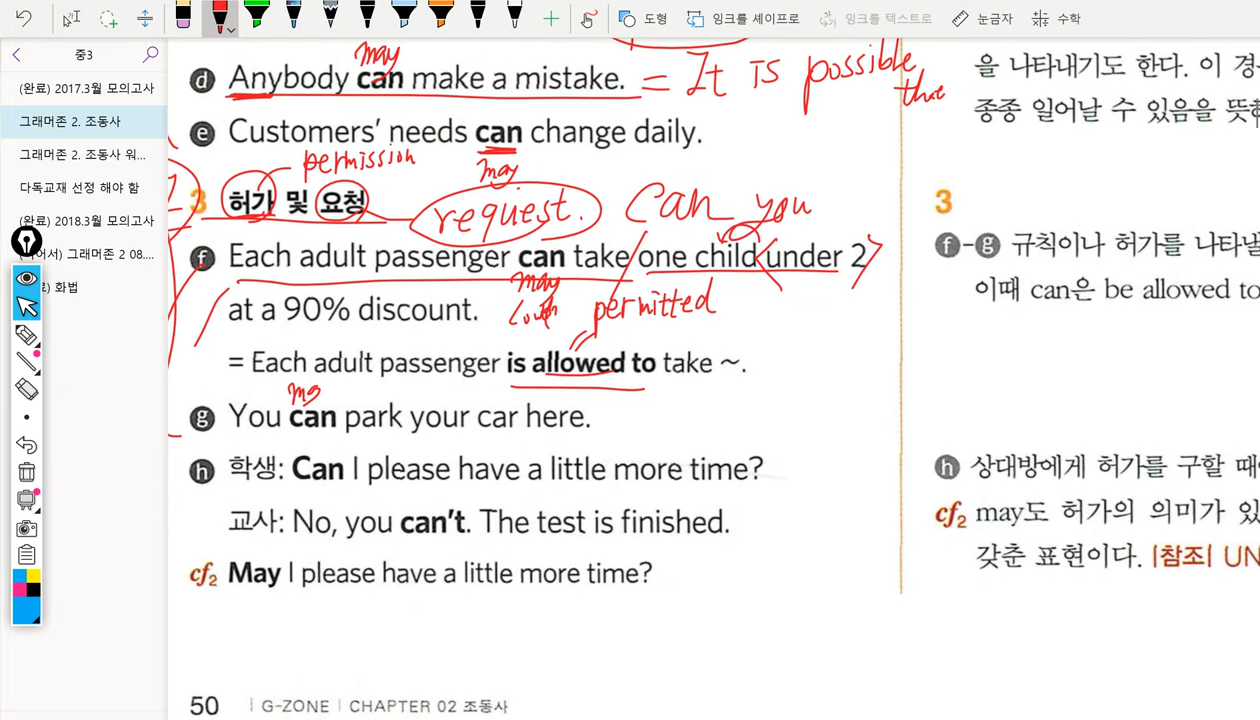 도형
잉크를 셰이프로
잉크를 텍스트로
눈금자
수학
중3
(완료) 2017.3월 모의고사
그래머존 2. 조동사
그래머존 2. 조동사 워...
다독교재 선정 해야 함
(완료) 2018.3월 모의고사
그래머존 2 08....
화법
may
d Anybody can make a mistake. = It is possible
that
e Customers' needs can change daily.
permission
may
3 허가 및 요청 request. Can you
f Each adult passenger can take one child <under 2>
may
permitted
at a 90% discount.
= Each adult passenger is allowed to take ~.
g You can park your car here.
h 학생: Can I please have a little more time?
교사: No, you can't. The test is finished.
cf2 May I please have a little more time?
50 | G-ZONE | CHAPTER 02 조동사
을 나타내기도 한다. 이
종종 일어날 수 있음을
3
f-g 규칙이나 허가를
이때 can은 be allowed to
h 상대방에게 허가를 구할
cf2 may도 허가의 의미가
갖춘 표현이다. |참조| UN